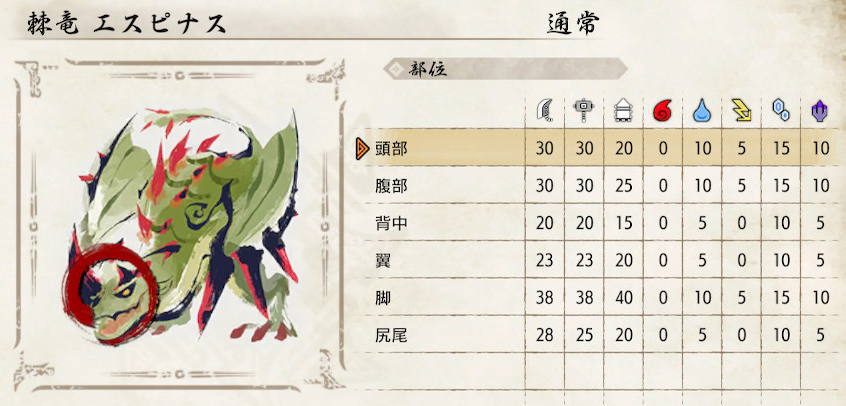 棘竜 エスピナス 通常
部位
頭部 30 30 20 0 10 5 15 10
腹部 30 30 25 0 10 5 15 10
背中 20 20 15 0 5 0 10 5
翼 23 23 20 0 5 0 10 5
脚 38 38 40 0 10 5 15 10
尻尾 28 25 20 0 5 0 10 5